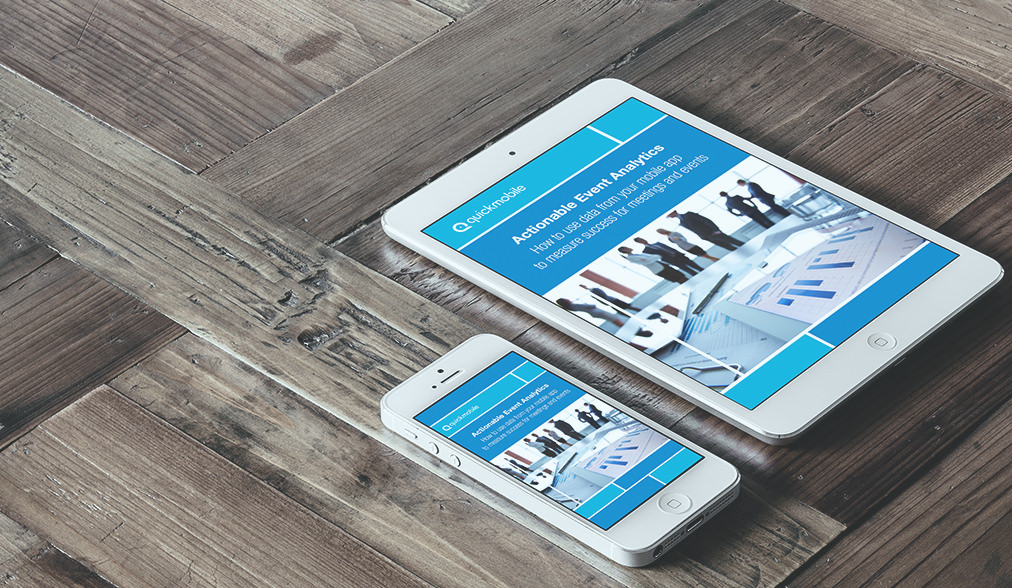 quickmobile
Actionable Event Analytics
How to use data from your mobile app
to measure success for meetings and events
quickmobile
Actionable Event Analytics
How to use data from your mobile app
to measure success for meetings and events